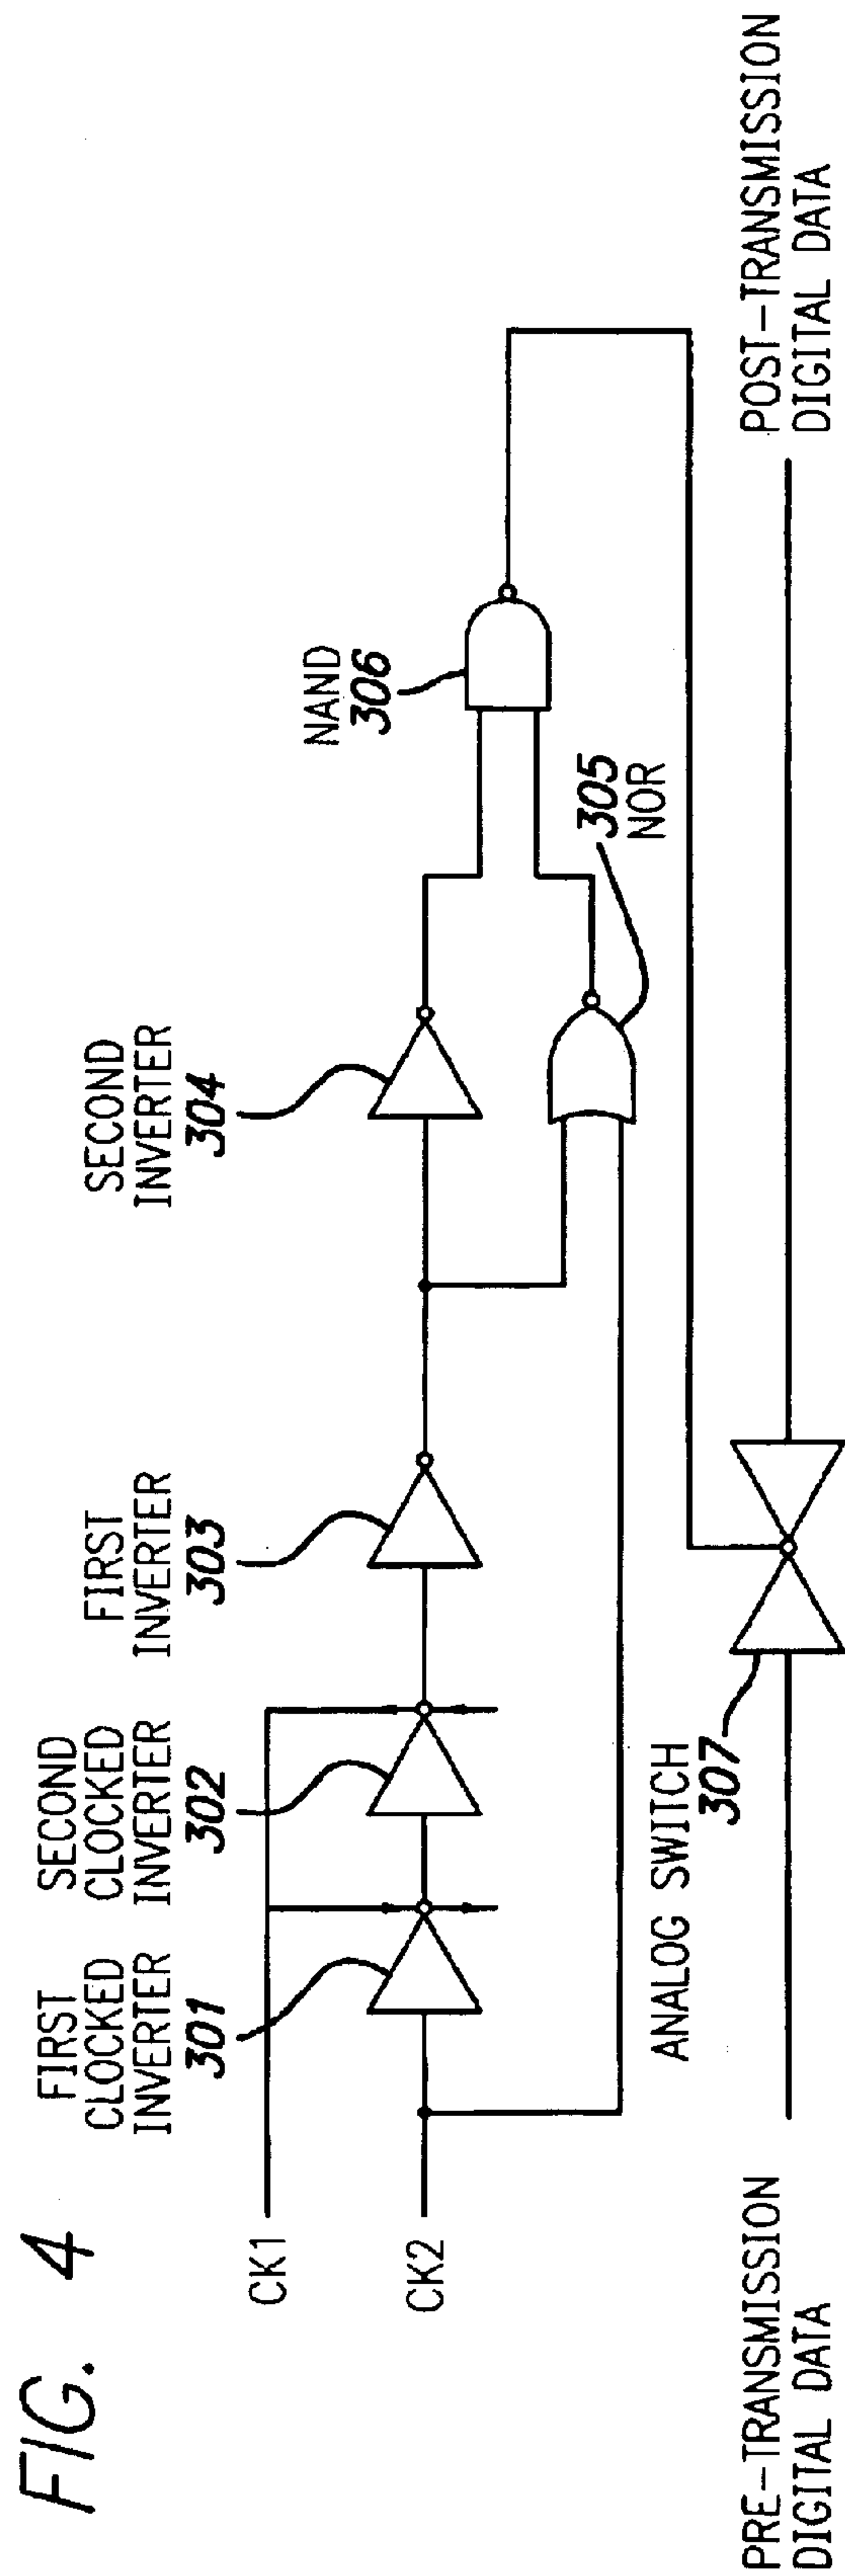 FIG. 4
FIRST
CLOCKED
INVERTER
301
SECOND
CLOCKED
INVERTER
302
FIRST
INVERTER
303
SECOND
INVERTER
304
NAND
306
305
NOR
CK1
CK2
ANALOG SWITCH
307
PRE-TRANSMISSION
DIGITAL DATA
POST-TRANSMISSION
DIGITAL DATA